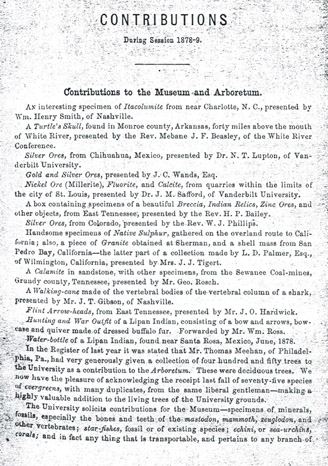 CONTRIBUTIONS
During Session 1878-9.
Contributions to the Museum and Arboretum.
AN interesting specimen of Itacolumite from near Charlotte, N. C., presented by
Wm. Henry Smith, of Nashville.
A Turtle's Skull, found in Monroe county, Arkansas, forty miles above the mouth
of White River, presented by the Rev. Mebane J. F. Beasley, of the White River
Conference.
Silver Ores, from Chihuahua, Mexico, presented by Dr. N. T. Lupton, of Van-
derbilt University.
Gold and Silver Ores, presented by J. C. Wands, Esq.
Nickel Ore (Millerite), Fluorite, and Calcite, from quarries within the limits of
the city of St. Louis, presented by Dr. J. M. Safford, of Vanderbilt University.
A box containing specimens of a beautiful Breccia, Indian Relics, Zinc Ores, and
other objects, from East Tennessee, presented by the Rev. H. P. Bailey.
Silver Ores, from Colorado, presented by the Rev. W. J. Phillips.
Handsome specimens of Native Sulphur, gathered on the overland route to Cali-
fornia; also, a piece of Granite obtained at Sherman, and a shell mass from San
Pedro Bay, California—the latter part of a collection made by L. D. Palmer, Esq.,
of Wilmington, California, presented by Mrs. J. J. Tigert.
A Calamite in sandstone, with other specimens, from the Sewanee Coal-mines,
Grundy county, Tennessee, presented by Mr. Geo. Rosch.
A Walking-cane made of the vertebral bodies of the vertebral column of a shark,
presented by Mr. J. T. Gibson, of Nashville.
Flint Arrow-heads, from East Tennessee, presented by Mr. J. O. Hardwick.
Hunting and War Outfit of a Lipan Indian, consisting of a bow and arrows, bow-
case and quiver made of dressed buffalo fur. Forwarded by Mr. Wm. Ross.
Water-bottle of a Lipan Indian, found near Santa Rosa, Mexico, June, 1878.
In the Register of last year it was stated that Mr. Thomas Meehan, of Philadel-
phia, Pa., had very generously given a collection of four hundred and fifty trees to
the University as a contribution to the Arboretum. These were deciduous trees. We
now have the pleasure of acknowledging the receipt last fall of seventy-five species
of evergreens, with many duplicates, from the same liberal gentleman—making a
highly valuable addition to the living trees of the University grounds.
The University solicits contributions for the Museum—specimens of minerals,
fossils, especially the bones and teeth of the mastodon, mammoth, zeuglodon, and
other vertebrates; star-fishes, fossil or of existing species; echini, or sea-urchins,
corals; and in fact any thing that is transportable, and pertains to any branch of